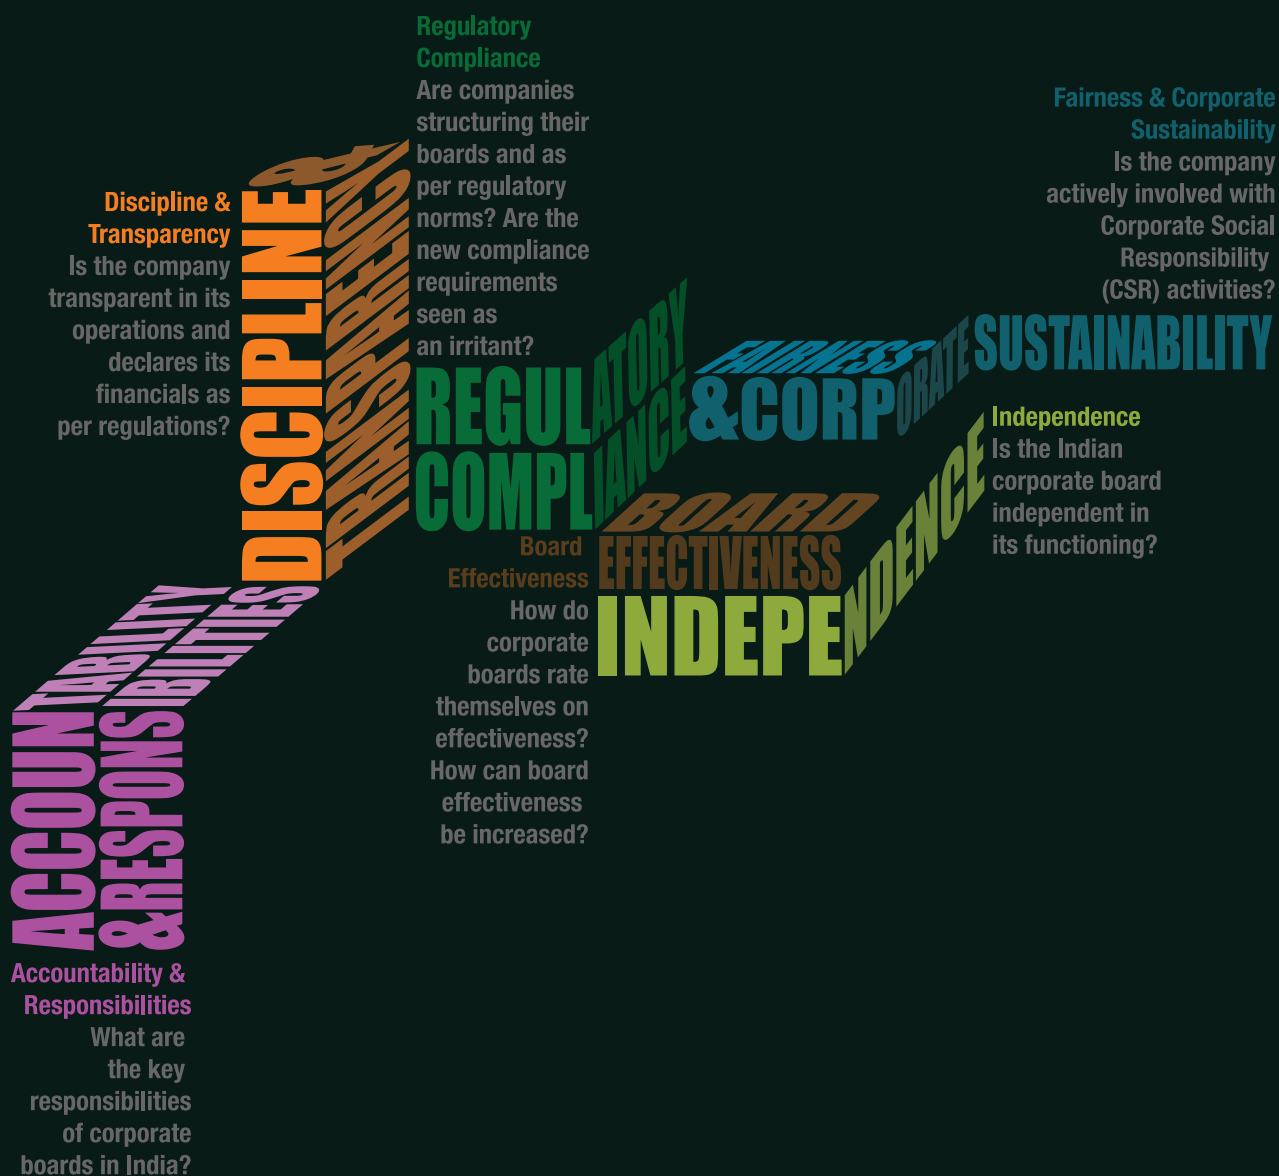 Regulatory
Compliance
Are companies
structuring their
boards and as
per regulatory
norms? Are the
new compliance
requirements
seen as
an irritant?
Fairness & Corporate
Sustainability
Is the company
actively involved with
Corporate Social
Responsibility
(CSR) activities?
Discipline &
Transparency
Is the company
transparent in its
operations and
declares its
financials as
per regulations?
DISCIPLINE &
TRANSPARENCY
REGULATORY
COMPLIANCE
FAIRNESS
& CORPORATE SUSTAINABILITY
Independence
Is the Indian
corporate board
independent in
its functioning?
BOARD
EFFECTIVENESS
INDEPENDENCE
Board
Effectiveness
How do
corporate
boards rate
themselves on
effectiveness?
How can board
effectiveness
be increased?
ACCOUNTABILITY
& RESPONSIBILITIES
Accountability &
Responsibilities
What are
the key
responsibilities
of corporate
boards in India?